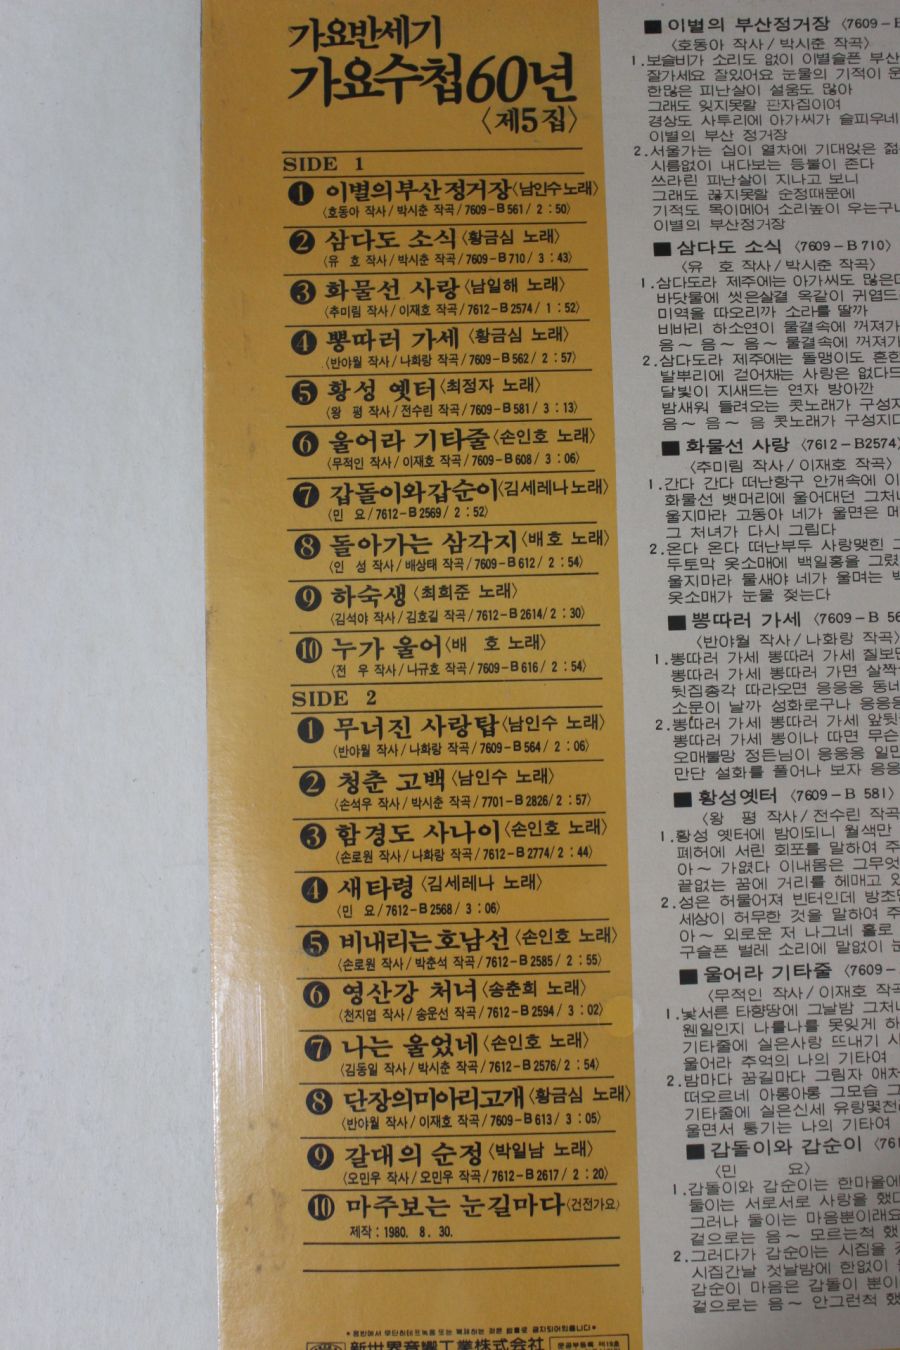 가요반세기
가요수첩60년
〈제5집〉
SIDE 1
❶ 이별의부산정거장〈남인수노래〉
〈호동아 작사/박시춘 작곡/7609-B561/2:50〉
❷ 삼다도 소식〈황금심 노래〉
〈유 호 작사/박시춘 작곡/7609-B710/3:43〉
❸ 화물선 사랑〈남일해 노래〉
〈추미림 작사/이재호 작곡/7612-B2574/1:52〉
❹ 뽕따러 가세〈황금심 노래〉
〈반야월 작사/나화랑 작곡/7609-B562/2:57〉
❺ 황성 옛터〈최정자 노래〉
〈왕 평 작사/전수린 작곡/7609-B581/3:13〉
❻ 울어라 기타줄〈손인호 노래〉
〈무적인 작사/이재호 작곡/7609-B608/3:06〉
❼ 갑돌이와갑순이〈김세레나노래〉
〈민 요/7612-B2569/2:52〉
❽ 돌아가는 삼각지〈배호 노래〉
〈인 성 작사/배상태 작곡/7609-B612/2:54〉
❾ 하숙생〈최희준 노래〉
〈김석야 작사/김호길 작곡/7612-B2614/2:30〉
❿ 누가 울어〈배 호 노래〉
〈전 우 작사/나규호 작곡/7609-B616/2:54〉
SIDE 2
❶ 무너진 사랑탑〈남인수 노래〉
〈반야월 작사/나화랑 작곡/7609-B564/2:06〉
❷ 청춘 고백〈남인수 노래〉
〈손석우 작사/박시춘 작곡/7701-B2826/2:57〉
❸ 함경도 사나이〈손인호 노래〉
〈손로원 작사/나화랑 작곡/7612-B2774/2:44〉
❹ 새타령〈김세레나 노래〉
〈민 요/7612-B2568/3:06〉
❺ 비내리는호남선〈손인호 노래〉
〈손로원 작사/박춘석 작곡/7612-B2585/2:55〉
❻ 영산강 처녀〈송춘희 노래〉
〈천지엽 작사/송운선 작곡/7612-B2594/3:02〉
❼ 나는 울었네〈손인호 노래〉
〈김동일 작사/박시춘 작곡/7612-B2576/2:54〉
❽ 단장의미아리고개〈황금심 노래〉
〈반야월 작사/이재호 작곡/7609-B613/3:05〉
❾ 갈대의 순정〈박일남 노래〉
〈오민우 작사/오민우 작곡/7612-B2617/2:20〉
❿ 마주보는 눈길마다〈건전가요〉
제작:1980. 8. 30.
新世界音響工業株式会社
■ 이별의 부산정거장 〈7609-B
〈호동아 작사/박시춘 작곡〉
1.보슬비가 소리도 없이 이별슬픈 부산
잘가세요 잘있어요 눈물의 기적이 운
한많은 피난살이 설움도 많아
그래도 잊지못할 판자집이여
경상도 사투리에 아가씨가 슬피우네
이별의 부산 정거장
2.서울가는 십이 열차에 기대앉은 젊
시름없이 내다보는 등불이 존다
쓰라린 피난살이 지나고 보니
그래도 끊지못할 순정때문에
기적도 목이메어 소리높이 우는구나
이별의 부산정거장
■ 삼다도 소식 〈7609-B710〉
〈유 호 작사/박시춘 작곡〉
1.삼다도라 제주에는 아가씨도 많은데
바닷물에 씻은살결 옥같이 귀엽드
미역을 따오리까 소라를 딸까
비바리 하소연이 물결속에 꺼져가
음～ 음～ 음～ 물결속에 꺼져가
2.삼다도라 제주에는 돌맹이도 흔한
발뿌리에 걷어채는 사랑은 없다드
달빛이 지새드는 연자 방아깐
밤새워 들려오는 콧노래가 구성지
음～ 음～ 음 콧노래가 구성지다
■ 화물선 사랑 〈7612-B2574〉
〈추미림 작사/이재호 작곡〉
1.간다 간다 떠난항구 안개속에 이
화물선 뱃머리에 울어대던 그처녀
울지마라 고동아 네가 울면은 머
그 처녀가 다시 그립다
2.온다 온다 떠난부두 사랑맺힌 그
두토막 옷소매에 백일홍을 그렸
울지마라 물새야 네가 울며는 백
옷소매가 눈물 젖는다
■ 뽕따러 가세 〈7609-B 56
〈반야월 작사/나화랑 작곡〉
1.뽕따러 가세 뽕따러 가세 질보면
뽕따러 가세 뽕따러 가면 살짝
뒷집총각 따라오면 응응응 동네
소문이 날까 성화로구나 응응응
2.뽕따러 가세 뽕따러 가세 앞뒷
뽕따러 가세 뽕이나 따면 무슨
오매불망 정든님이 응응응 일만
만단 설화를 풀어나 보자 응응
■ 황성옛터 〈7609-B 581〉
〈왕 평 작사/전수린 작곡
1.황성 옛터에 밤이되니 월색만
폐허에 서린 회포를 말하여 주
아～ 가엾다 이내몸은 그무엇
끝없는 꿈에 거리를 헤매고 있
2.성은 허물어져 빈터인데 방초만
세상이 허무한 것을 말하여 주
아～ 외로운 저 나그네 홀로
구슬픈 벌레 소리에 말없이 눈
■ 울어라 기타줄 〈7609-
〈무적인 작사/이재호 작곡
1.낯서른 타향땅에 그날밤 그처녀
웬일인지 나를나를 못잊게 하
기타줄에 실은사랑 뜨내기 사
울어라 추억의 나의 기타여
2.밤마다 꿈길마다 그림자 애처
떠오르네 아롱아롱 그모습 그
기타줄에 실은신세 유랑몇천리
울면서 퉁기는 나의 기타여
■ 갑돌이와 갑순이 〈761
〈민 요〉
1.갑돌이와 갑순이는 한마을에
둘이는 서로서로 사랑을 했다
그러나 둘이는 마음뿐이래요
겉으로는 음～ 모르는척 했
2.그러다가 갑순이는 시집을
시집간날 첫날밤에 한없이
갑순이 마음은 갑돌이 뿐이
겉으로는 음～ 안그런척 했